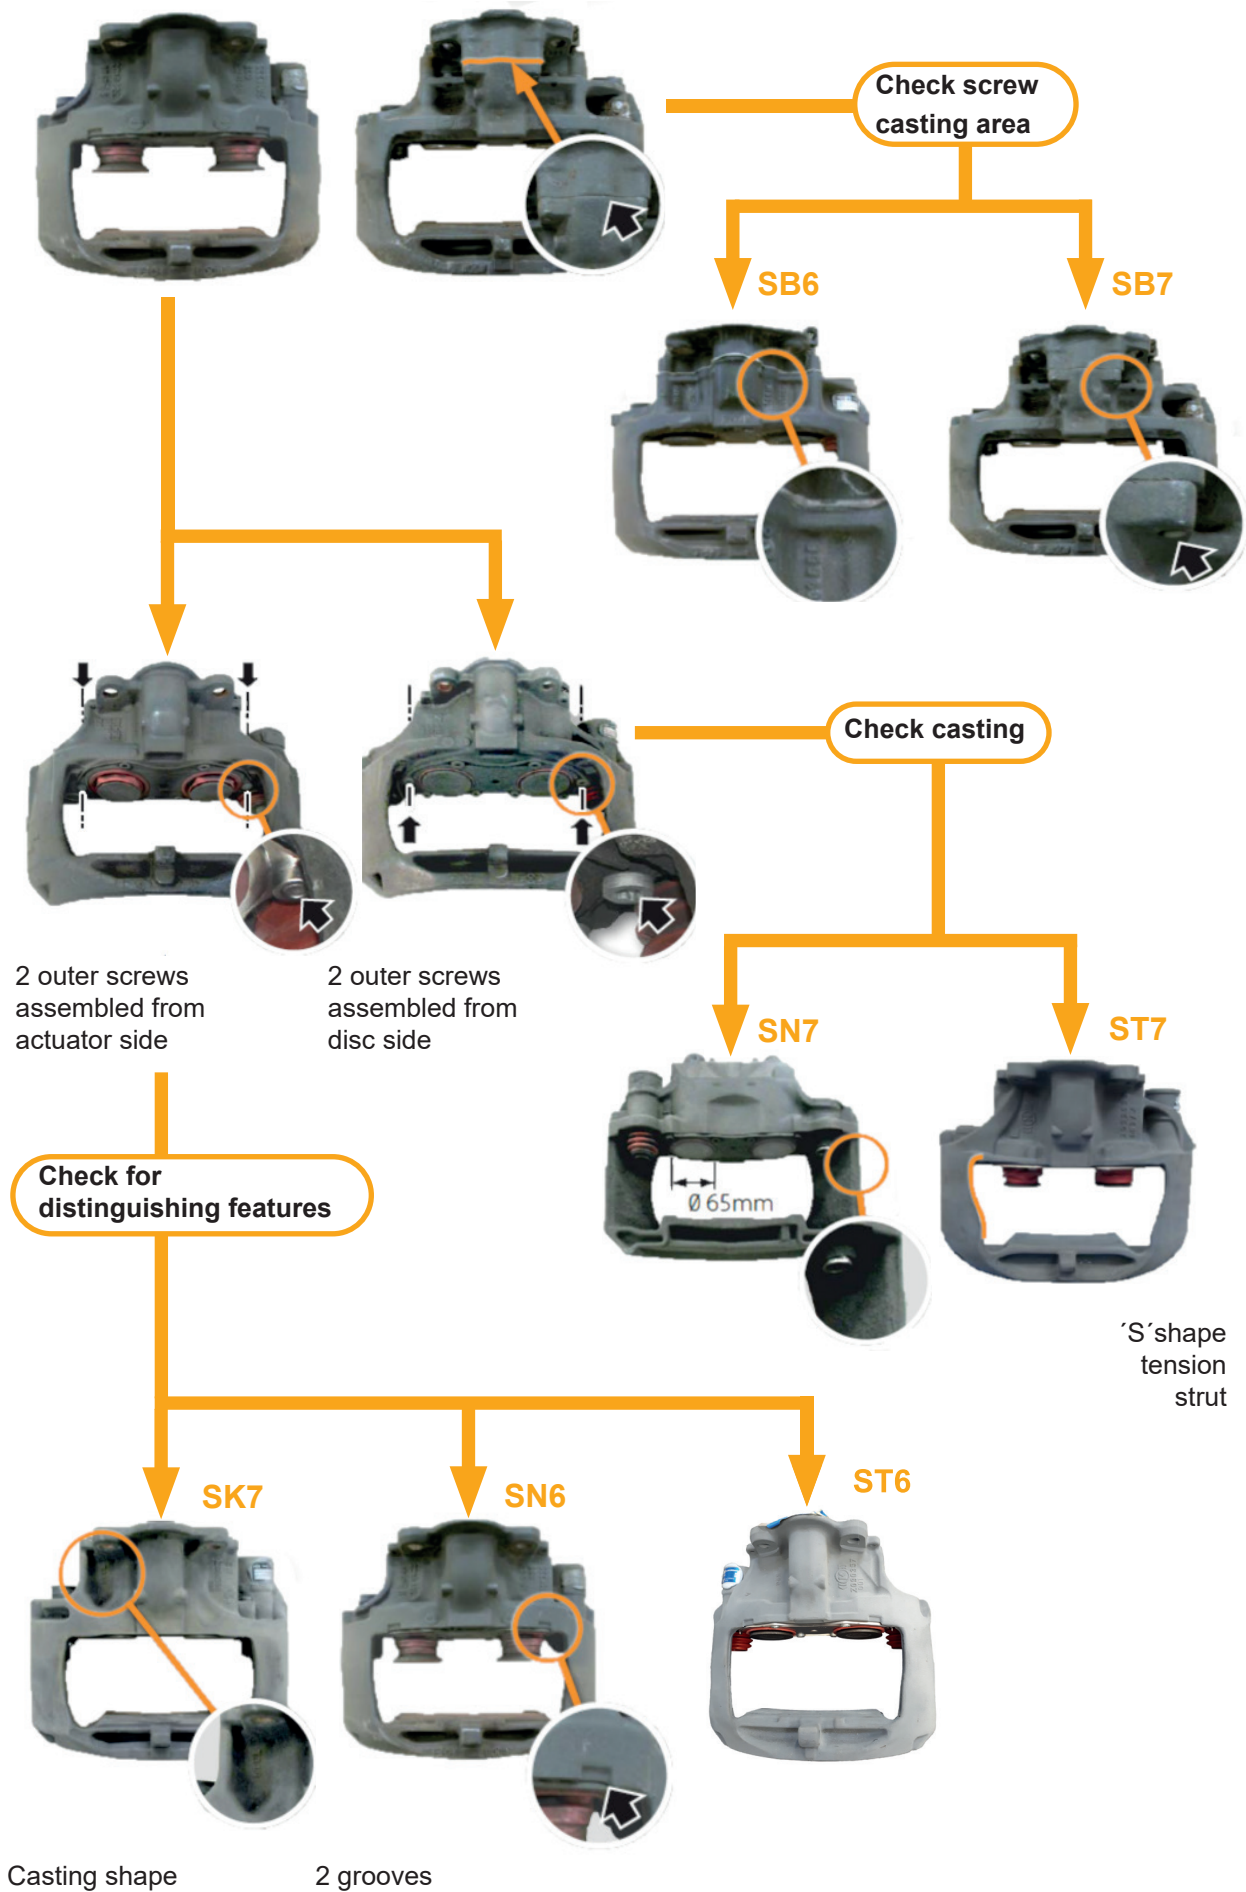 Check screw
casting area
SB6
SB7
Check casting
2 outer screws
assembled from
actuator side
2 outer screws
assembled from
disc side
SN7
ST7
Ø 65mm
Check for
distinguishing features
´S´shape
tension
strut
SK7
SN6
ST6
Casting shape
2 grooves